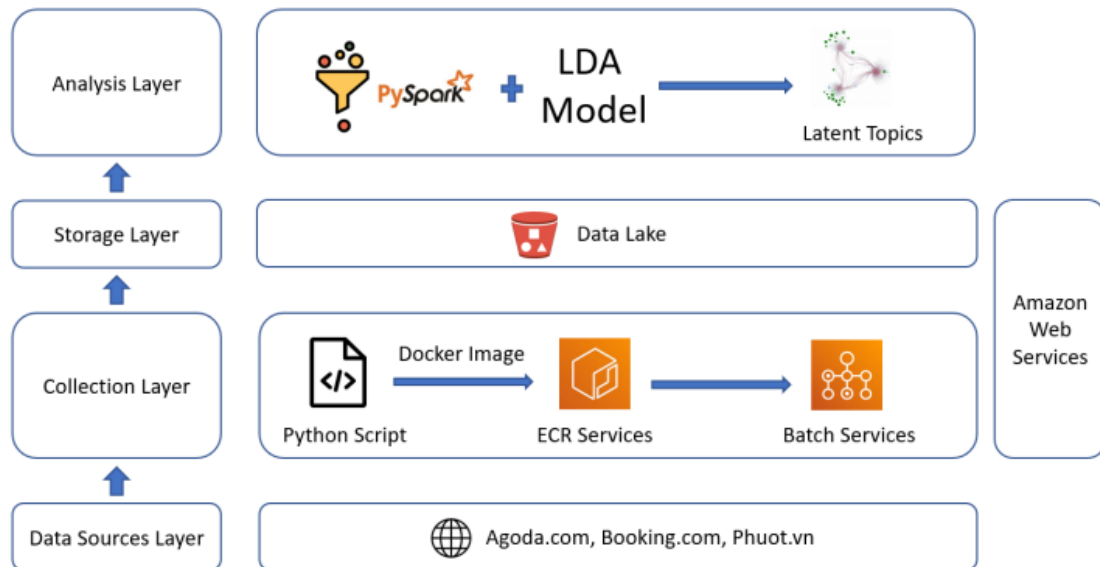 Analysis Layer
PySpark
LDA
Model
Latent Topics
Storage Layer
Data Lake
Amazon
Web
Services
Collection Layer
Docker Image
</>
Python Script
ECR Services
Batch Services
Data Sources Layer
Agoda.com, Booking.com, Phuot.vn